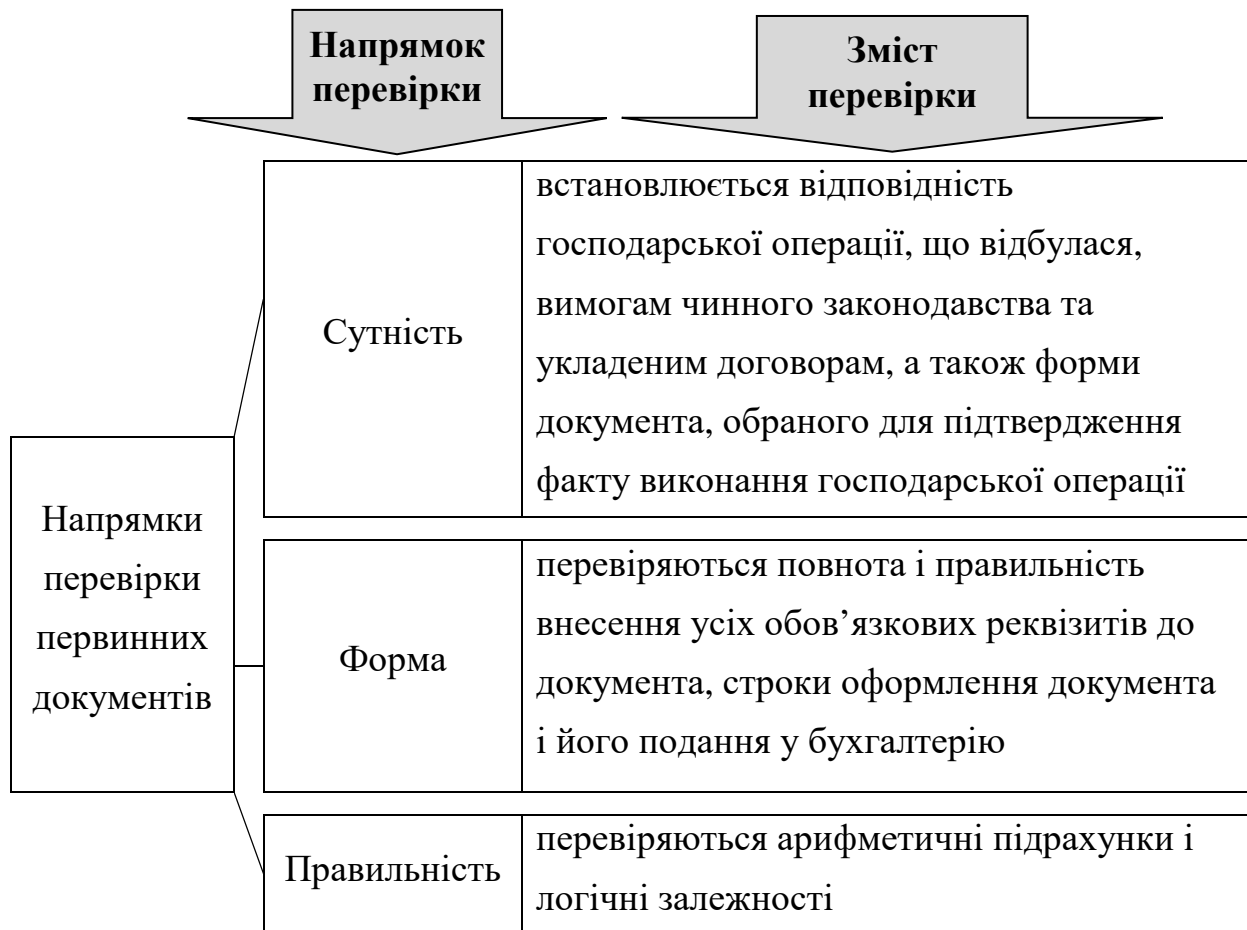 Напрямок
перевірки
Зміст
перевірки
Напрямки
перевірки
первинних
документів
Сутність
встановлюється відповідність
господарської операції, що відбулася,
вимогам чинного законодавства та
укладеним договорам, а також форми
документа, обраного для підтвердження
факту виконання господарської операції
Форма
перевіряються повнота і правильність
внесення усіх обов’язкових реквізитів до
документа, строки оформлення документа
і його подання у бухгалтерію
Правильність
перевіряються арифметичні підрахунки і
логічні залежності